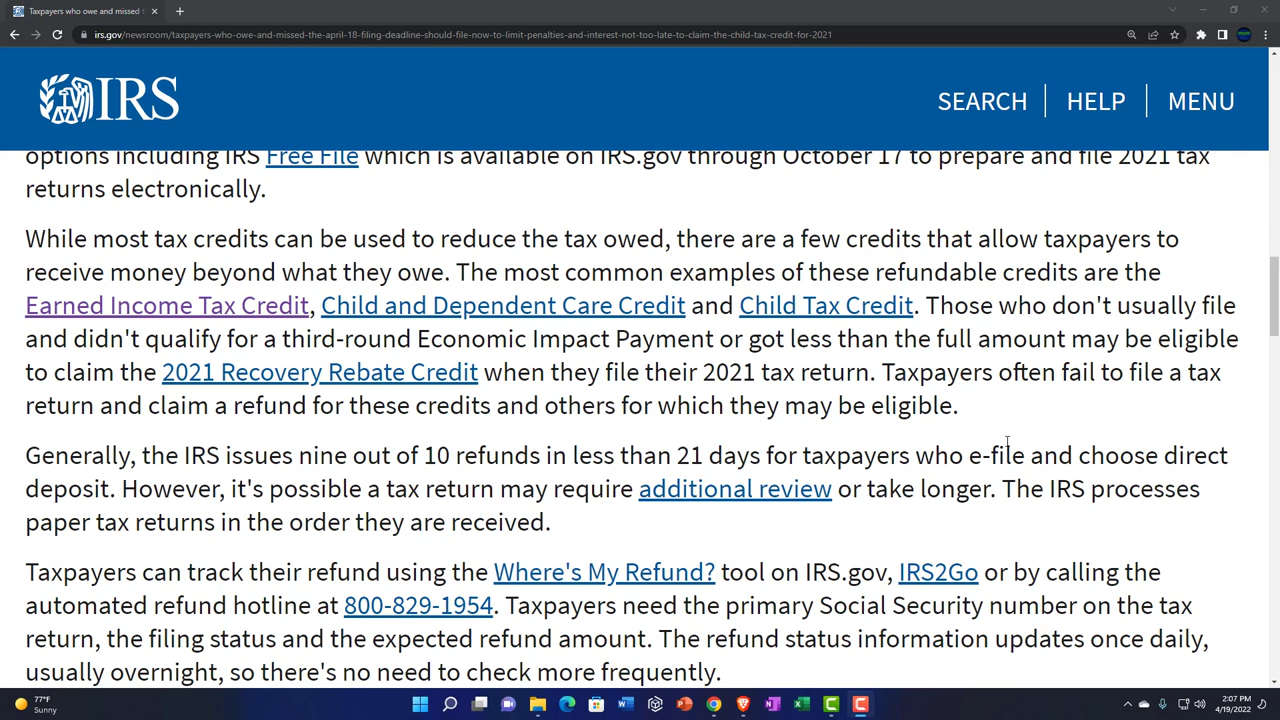 Taxpayers who owe and missed t
irs.gov/newsroom/taxpayers-who-owe-and-missed-the-april-18-filing-deadline-should-file-now-to-limit-penalties-and-interest-not-too-late-to-claim-the-child-tax-credit-for-2021
IRS
SEARCH HELP MENU
options including IRS Free File which is available on IRS.gov through October 17 to prepare and file 2021 tax
returns electronically.
While most tax credits can be used to reduce the tax owed, there are a few credits that allow taxpayers to
receive money beyond what they owe. The most common examples of these refundable credits are the
Earned Income Tax Credit, Child and Dependent Care Credit and Child Tax Credit. Those who don't usually file
and didn't qualify for a third-round Economic Impact Payment or got less than the full amount may be eligible
to claim the 2021 Recovery Rebate Credit when they file their 2021 tax return. Taxpayers often fail to file a tax
return and claim a refund for these credits and others for which they may be eligible.
Generally, the IRS issues nine out of 10 refunds in less than 21 days for taxpayers who e-file and choose direct
deposit. However, it's possible a tax return may require additional review or take longer. The IRS processes
paper tax returns in the order they are received.
Taxpayers can track their refund using the Where's My Refund? tool on IRS.gov, IRS2Go or by calling the
automated refund hotline at 800-829-1954. Taxpayers need the primary Social Security number on the tax
return, the filing status and the expected refund amount. The refund status information updates once daily,
usually overnight, so there's no need to check more frequently.
77°F
Sunny
2:07 PM
4/19/2022